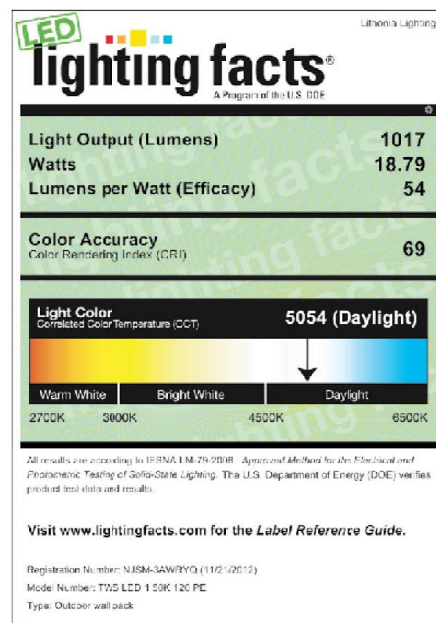 Lithonia Lighting
LED
lighting facts®
A Program of the U.S. DOE
Light Output (Lumens) 1017
Watts 18.79
Lumens per Watt (Efficacy) 54
Color Accuracy
Color Rendering Index (CRI) 69
Light Color
Correlated Color Temperature (CCT) 5054 (Daylight)
Warm White Bright White Daylight
2700K 3000K 4500K 6500K
All results are according to IESNA LM-79-2008: Approved Method for the Electrical and
Photometric Testing of Solid-State Lighting. The U.S. Department of Energy (DOE) verifies
product test data and results.
Visit www.lightingfacts.com for the Label Reference Guide.
Registration Number: NJSM-3AWRYQ (11/21/2012)
Model Number: TWS LED 1 50K 120 PE
Type: Outdoor wall pack